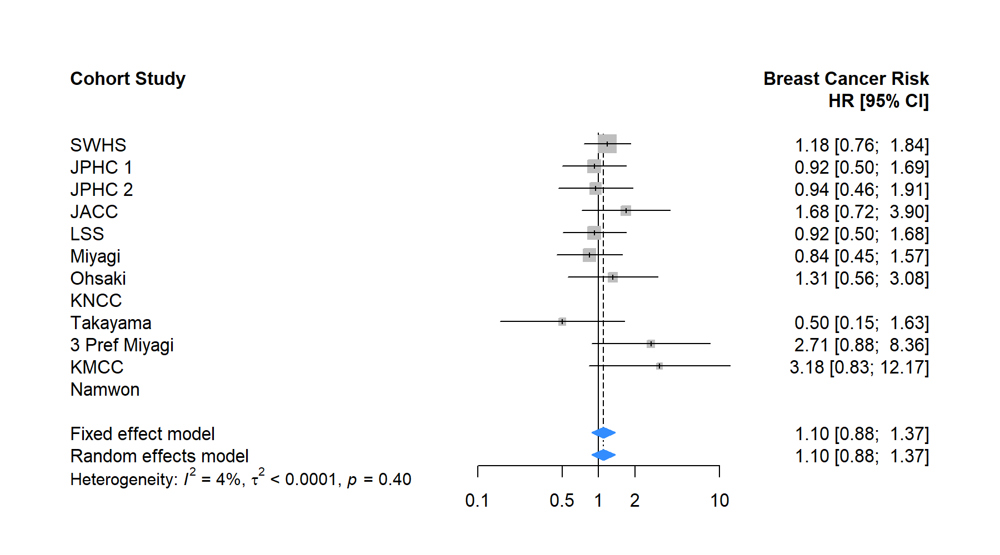 Cohort Study Breast Cancer Risk
HR [95% CI]
SWHS 1.18 [0.76; 1.84]
JPHC 1 0.92 [0.50; 1.69]
JPHC 2 0.94 [0.46; 1.91]
JACC 1.68 [0.72; 3.90]
LSS 0.92 [0.50; 1.68]
Miyagi 0.84 [0.45; 1.57]
Ohsaki 1.31 [0.56; 3.08]
KNCC
Takayama 0.50 [0.15; 1.63]
3 Pref Miyagi 2.71 [0.88; 8.36]
KMCC 3.18 [0.83; 12.17]
Namwon
Fixed effect model 1.10 [0.88; 1.37]
Random effects model 1.10 [0.88; 1.37]
Heterogeneity: I² = 4%, τ² < 0.0001, p = 0.40
0.1 0.5 1 2 10